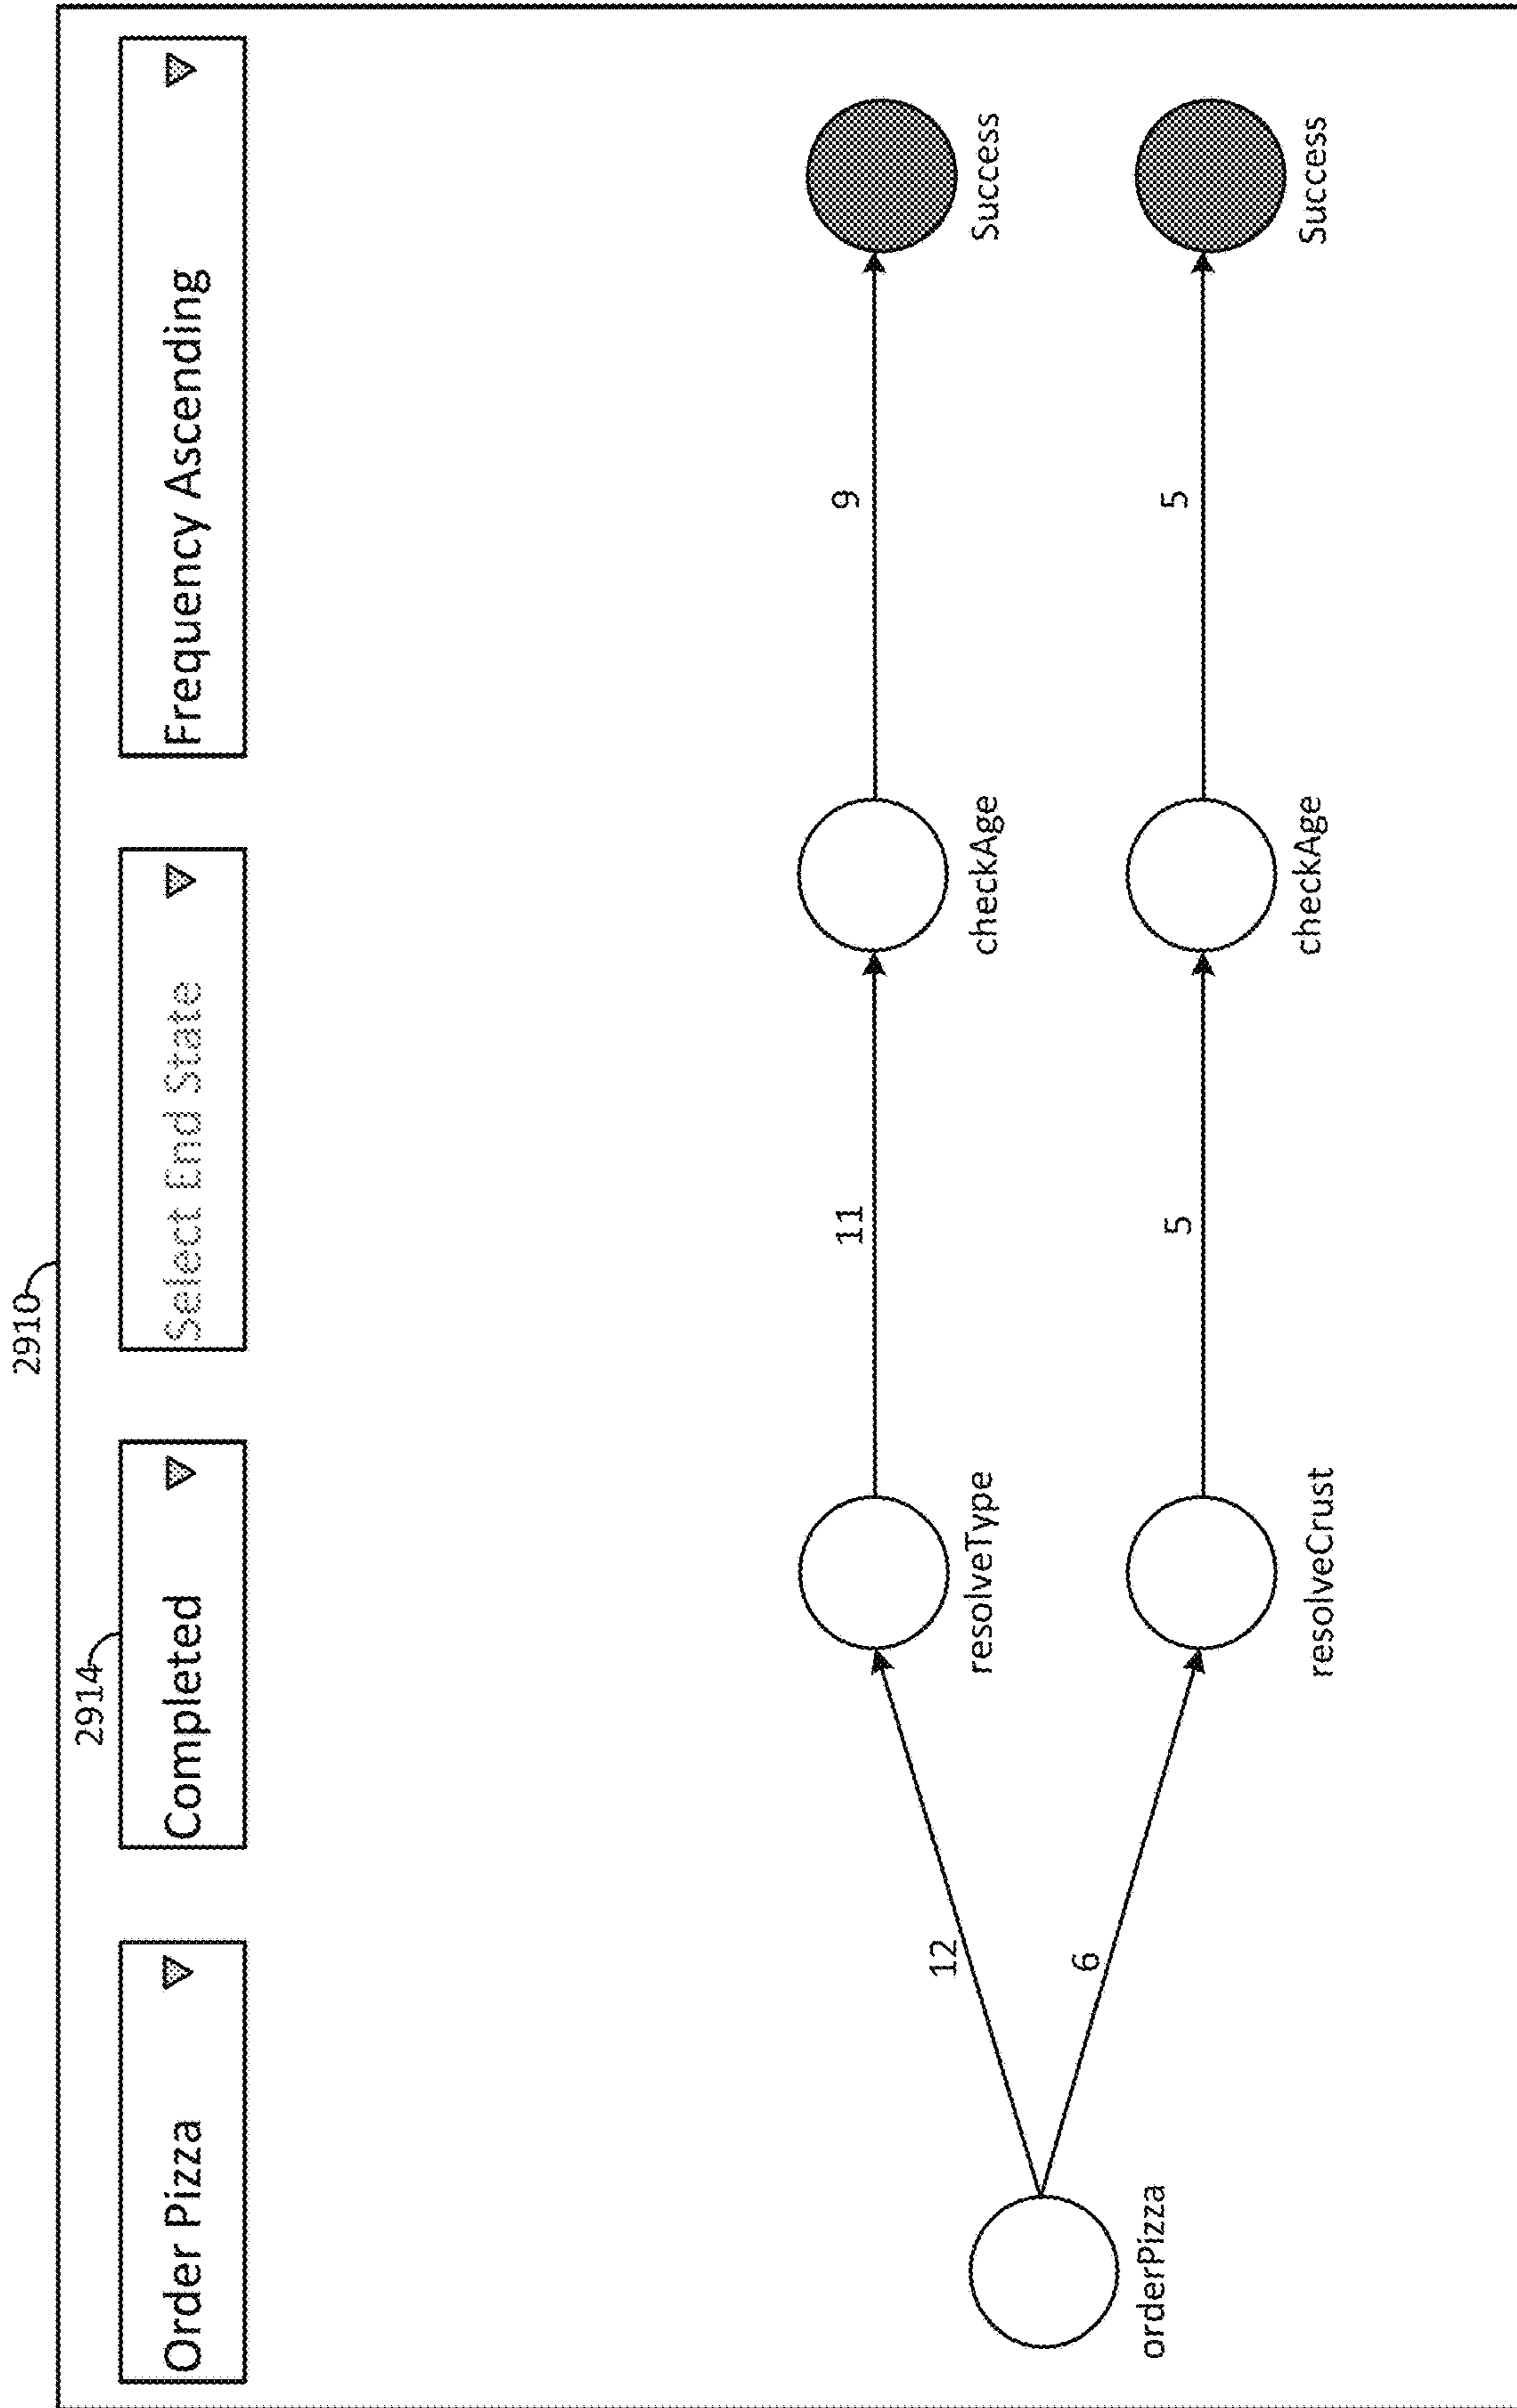 2910
2914
Order Pizza
Completed
Select End State
Frequency Ascending
12
11
9
resolveType
checkAge
Success
orderPizza
6
5
5
resolveCrust
checkAge
Success